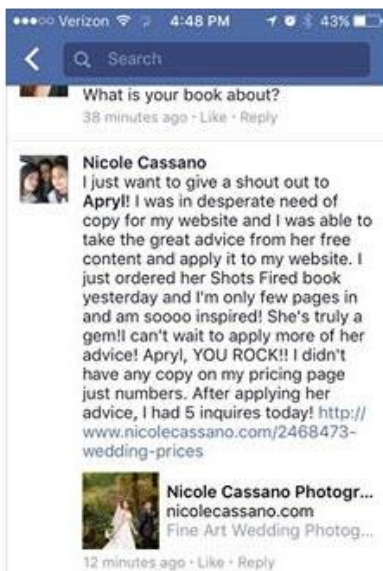 Verizon 4:48 PM 43%
Search
What is your book about?
38 minutes ago · Like · Reply
Nicole Cassano
I just want to give a shout out to
Apryl! I was in desperate need of
copy for my website and I was able to
take the great advice from her free
content and apply it to my website. I
just ordered her Shots Fired book
yesterday and I'm only few pages in
and am soooo inspired! She's truly a
gem!I can't wait to apply more of her
advice! Apryl, YOU ROCK!! I didn't
have any copy on my pricing page
just numbers. After applying her
advice, I had 5 inquires today! http://
www.nicolecassano.com/2468473-
wedding-prices
Nicole Cassano Photogr...
nicolecassano.com
Fine Art Wedding Photog...
12 minutes ago · Like · Reply